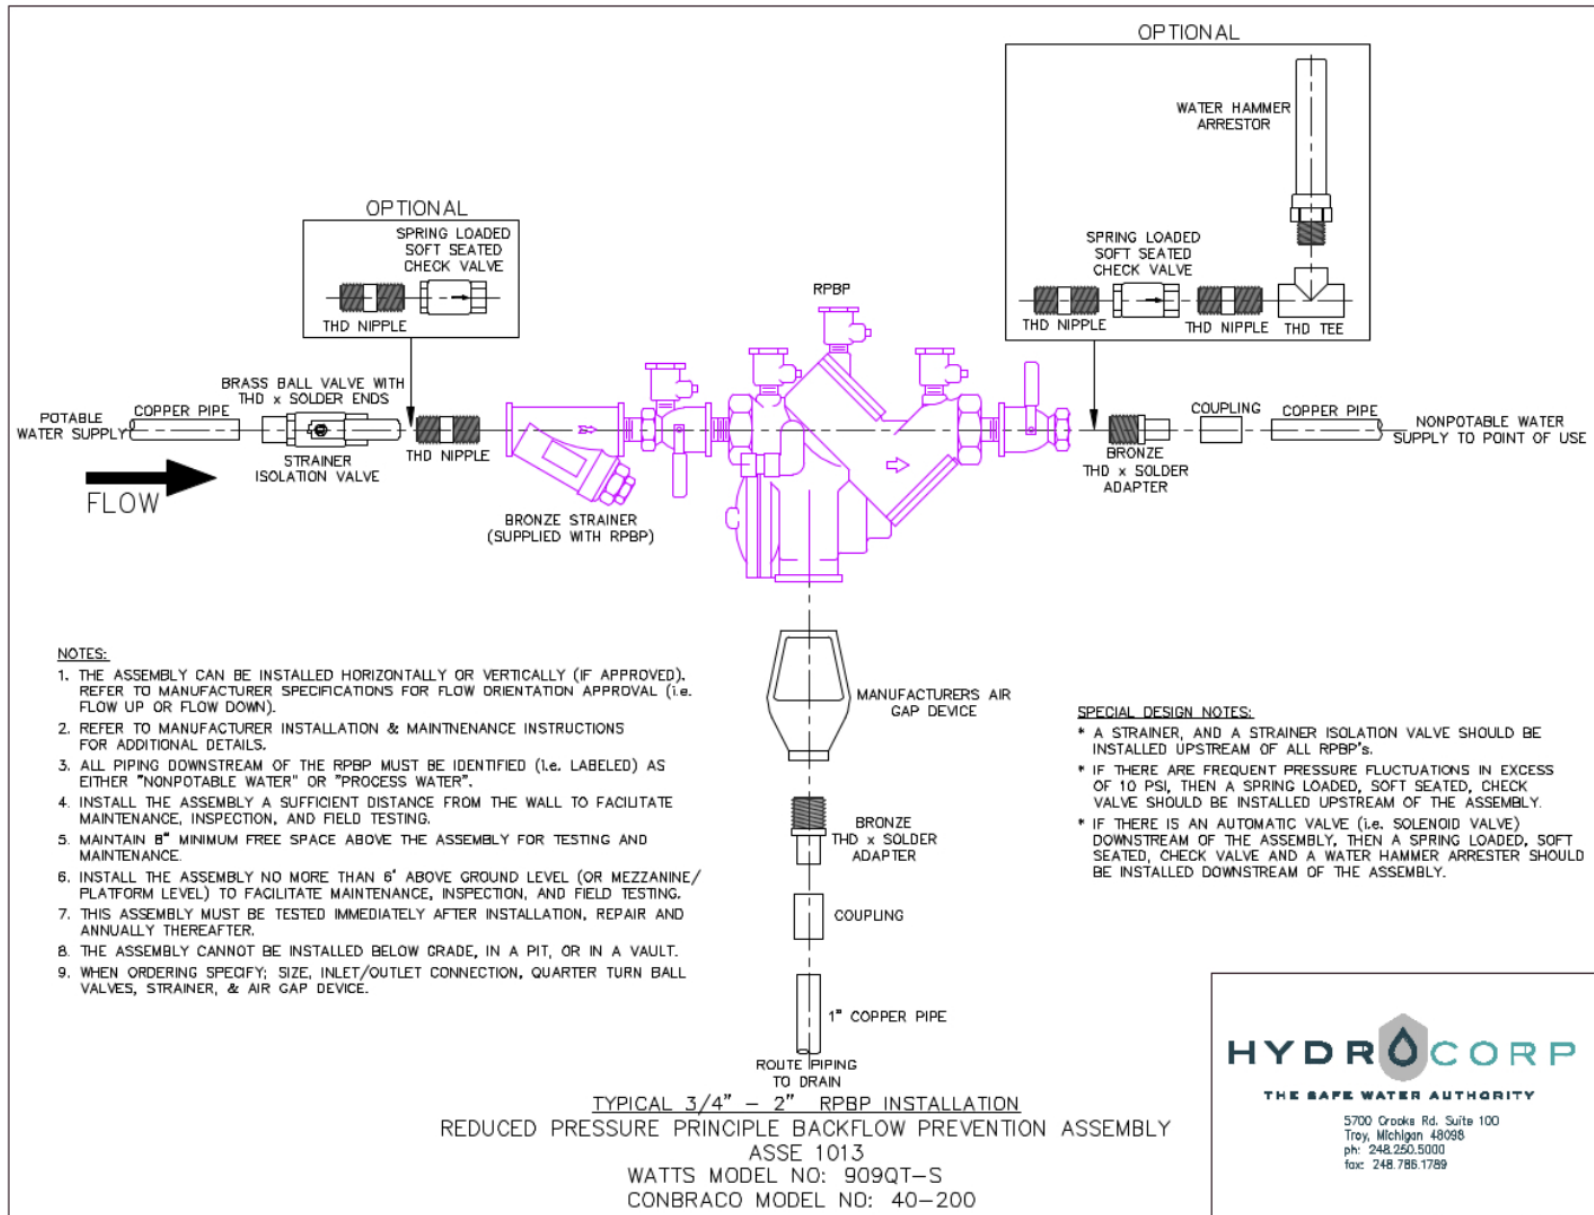 OPTIONAL
WATER HAMMER
ARRESTOR
SPRING LOADED
SOFT SEATED
CHECK VALVE
THD NIPPLE
THD NIPPLE
THD TEE
OPTIONAL
SPRING LOADED
SOFT SEATED
CHECK VALVE
THD NIPPLE
RPBP
BRASS BALL VALVE WITH
THD x SOLDER ENDS
POTABLE
WATER SUPPLY
COPPER PIPE
STRAINER
ISOLATION VALVE
THD NIPPLE
FLOW
BRONZE STRAINER
(SUPPLIED WITH RPBP)
COUPLING
COPPER PIPE
NONPOTABLE WATER
SUPPLY TO POINT OF USE
BRONZE
THD x SOLDER
ADAPTER
MANUFACTURERS AIR
GAP DEVICE
BRONZE
THD x SOLDER
ADAPTER
COUPLING
1" COPPER PIPE
ROUTE PIPING
TO DRAIN
NOTES:
1. THE ASSEMBLY CAN BE INSTALLED HORIZONTALLY OR VERTICALLY (IF APPROVED).
REFER TO MANUFACTURER SPECIFICATIONS FOR FLOW ORIENTATION APPROVAL (i.e.
FLOW UP OR FLOW DOWN).
2. REFER TO MANUFACTURER INSTALLATION & MAINTNENANCE INSTRUCTIONS
FOR ADDITIONAL DETAILS.
3. ALL PIPING DOWNSTREAM OF THE RPBP MUST BE IDENTIFIED (i.e. LABELED) AS
EITHER "NONPOTABLE WATER" OR "PROCESS WATER".
4. INSTALL THE ASSEMBLY A SUFFICIENT DISTANCE FROM THE WALL TO FACILITATE
MAINTENANCE, INSPECTION, AND FIELD TESTING.
5. MAINTAIN 8" MINIMUM FREE SPACE ABOVE THE ASSEMBLY FOR TESTING AND
MAINTENANCE.
6. INSTALL THE ASSEMBLY NO MORE THAN 6' ABOVE GROUND LEVEL (OR MEZZANINE/
PLATFORM LEVEL) TO FACILITATE MAINTENANCE, INSPECTION, AND FIELD TESTING.
7. THIS ASSEMBLY MUST BE TESTED IMMEDIATELY AFTER INSTALLATION, REPAIR AND
ANNUALLY THEREAFTER.
8. THE ASSEMBLY CANNOT BE INSTALLED BELOW GRADE, IN A PIT, OR IN A VAULT.
9. WHEN ORDERING SPECIFY; SIZE, INLET/OUTLET CONNECTION, QUARTER TURN BALL
VALVES, STRAINER, & AIR GAP DEVICE.
SPECIAL DESIGN NOTES:
* A STRAINER, AND A STRAINER ISOLATION VALVE SHOULD BE
INSTALLED UPSTREAM OF ALL RPBP's.
* IF THERE ARE FREQUENT PRESSURE FLUCTUATIONS IN EXCESS
OF 10 PSI, THEN A SPRING LOADED, SOFT SEATED, CHECK
VALVE SHOULD BE INSTALLED UPSTREAM OF THE ASSEMBLY.
* IF THERE IS AN AUTOMATIC VALVE (i.e. SOLENOID VALVE)
DOWNSTREAM OF THE ASSEMBLY, THEN A SPRING LOADED, SOFT
SEATED, CHECK VALVE AND A WATER HAMMER ARRESTER SHOULD
BE INSTALLED DOWNSTREAM OF THE ASSEMBLY.
TYPICAL 3/4" - 2" RPBP INSTALLATION
REDUCED PRESSURE PRINCIPLE BACKFLOW PREVENTION ASSEMBLY
ASSE 1013
WATTS MODEL NO: 909QT-S
CONBRACO MODEL NO: 40-200
HYDROCORP
THE SAFE WATER AUTHORITY
5700 Crooks Rd. Suite 100
Troy, Michigan 48098
ph: 248.250.5000
fax: 248.786.1789